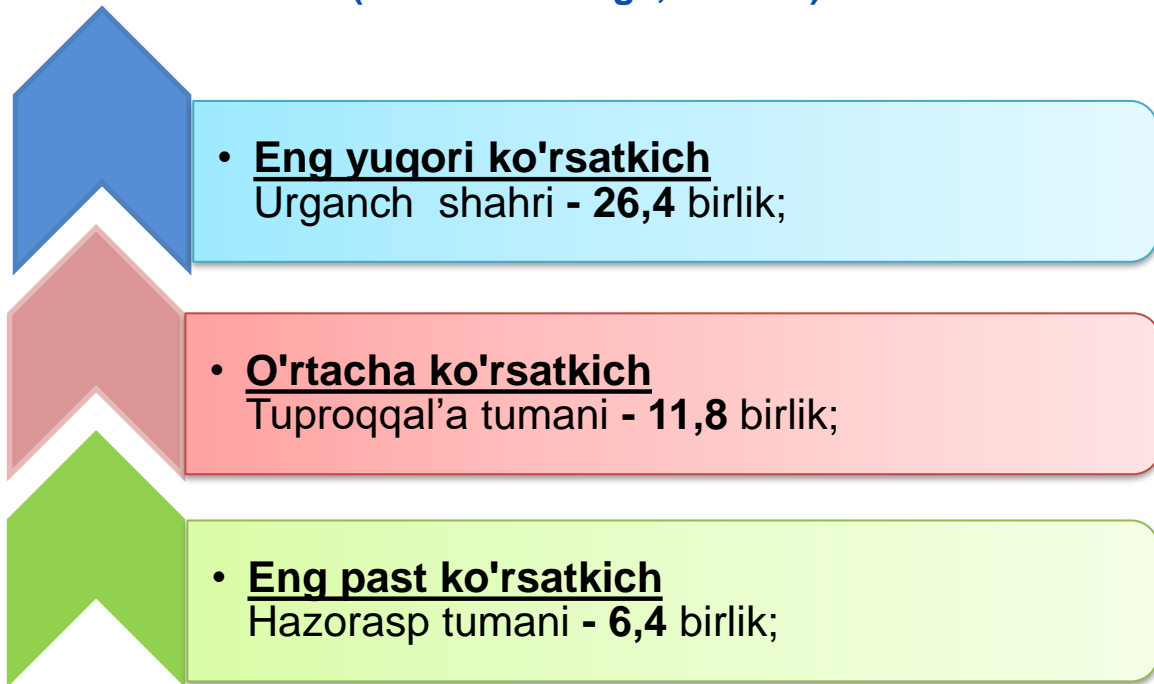 • Eng yuqori ko'rsatkich
Urganch shahri - 26,4 birlik;
• O'rtacha ko'rsatkich
Tuproqqal’a tumani - 11,8 birlik;
• Eng past ko'rsatkich
Hazorasp tumani - 6,4 birlik;